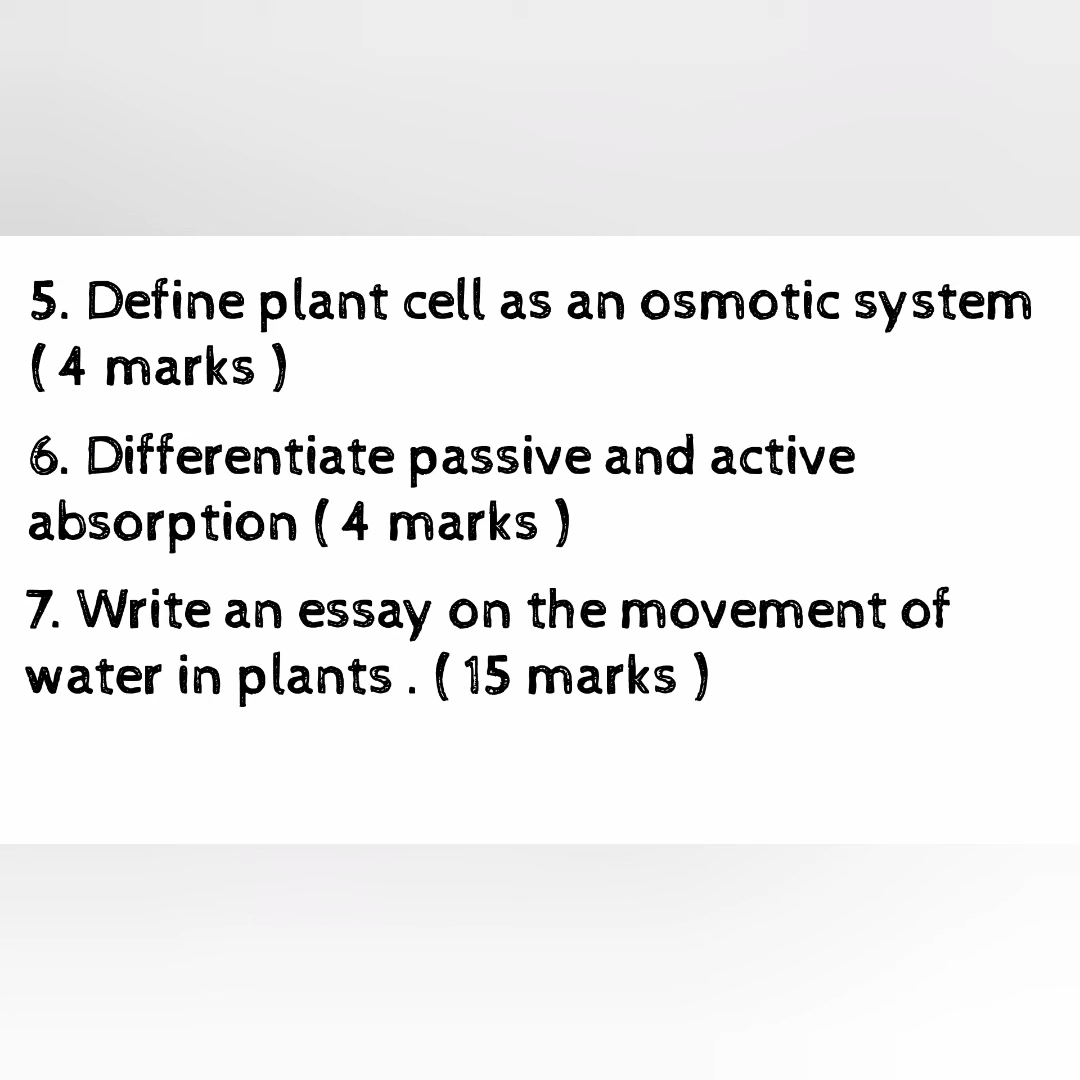 5. Define plant cell as an osmotic system
( 4 marks )
6. Differentiate passive and active
absorption ( 4 marks )
7. Write an essay on the movement of
water in plants . ( 15 marks )